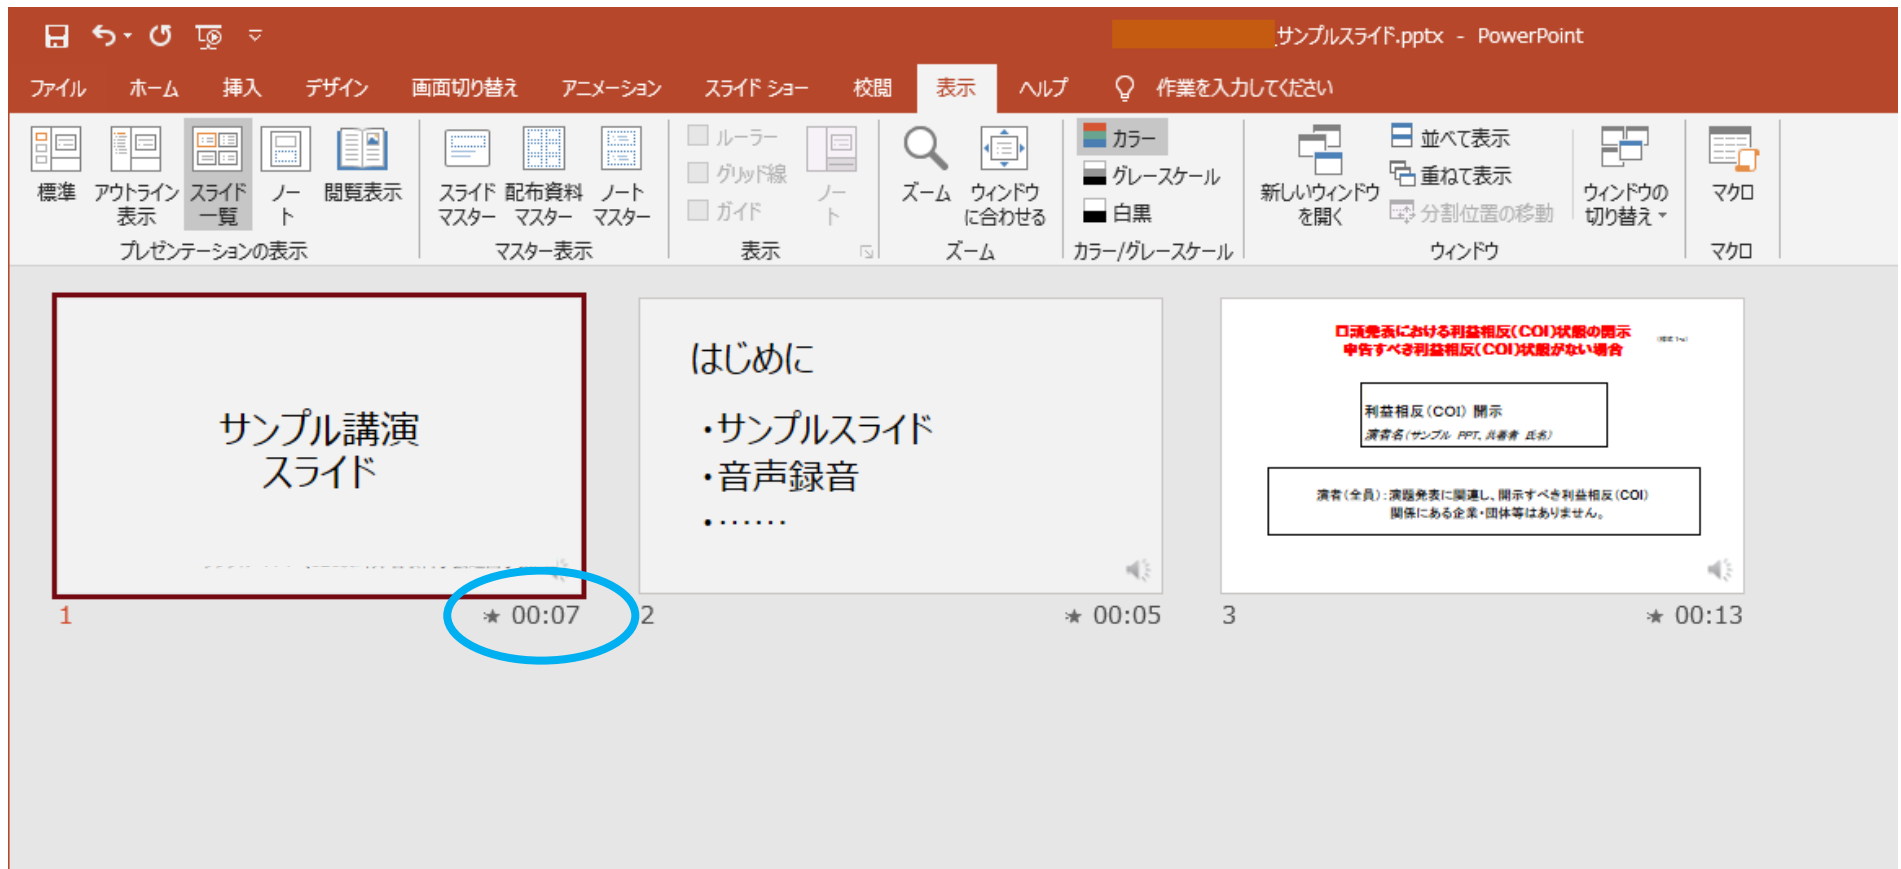 _サンプルスライド.pptx - PowerPoint
ファイル ホーム 挿入 デザイン 画面切り替え アニメーション スライド ショー 校閲 表示 ヘルプ 作業を入力してください
標準
アウトライン
表示
スライド
一覧
ノー
ト
閲覧表示
プレゼンテーションの表示
スライド
マスター
配布資料
マスター
ノート
マスター
マスター表示
ルーラー
グリッド線
ガイド
ノー
ト
表示
ズーム
ウィンドウ
に合わせる
ズーム
カラー
グレースケール
白黒
カラー/グレースケール
新しいウィンドウ
を開く
並べて表示
重ねて表示
分割位置の移動
ウィンドウの
切り替え
ウィンドウ
マクロ
マクロ
サンプル講演
スライド
1
00:07
はじめに
・サンプルスライド
・音声録音
・・・・・・・
2
00:05
口頭発表における利益相反(COI)状態の開示
申告すべき利益相反(COI)状態がない場合
利益相反(COI) 開示
演者名(サンプル PPT、共著者 氏名)
演者(全員):演題発表に関連し、開示すべき利益相反(COI)
関係にある企業・団体等はありません。
3
00:13